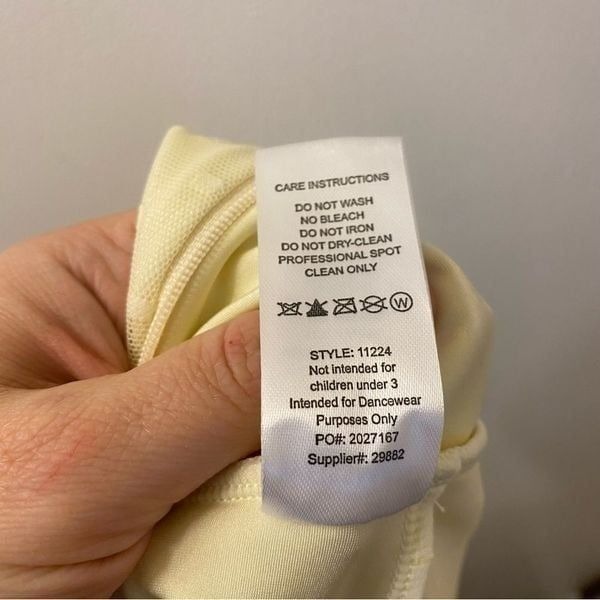 CARE INSTRUCTIONS
DO NOT WASH
NO BLEACH
DO NOT IRON
DO NOT DRY-CLEAN
PROFESSIONAL SPOT
CLEAN ONLY
W
STYLE: 11224
Not intended for
children under 3
Intended for Dancewear
Purposes Only
PO#: 2027167
Supplier#: 29882